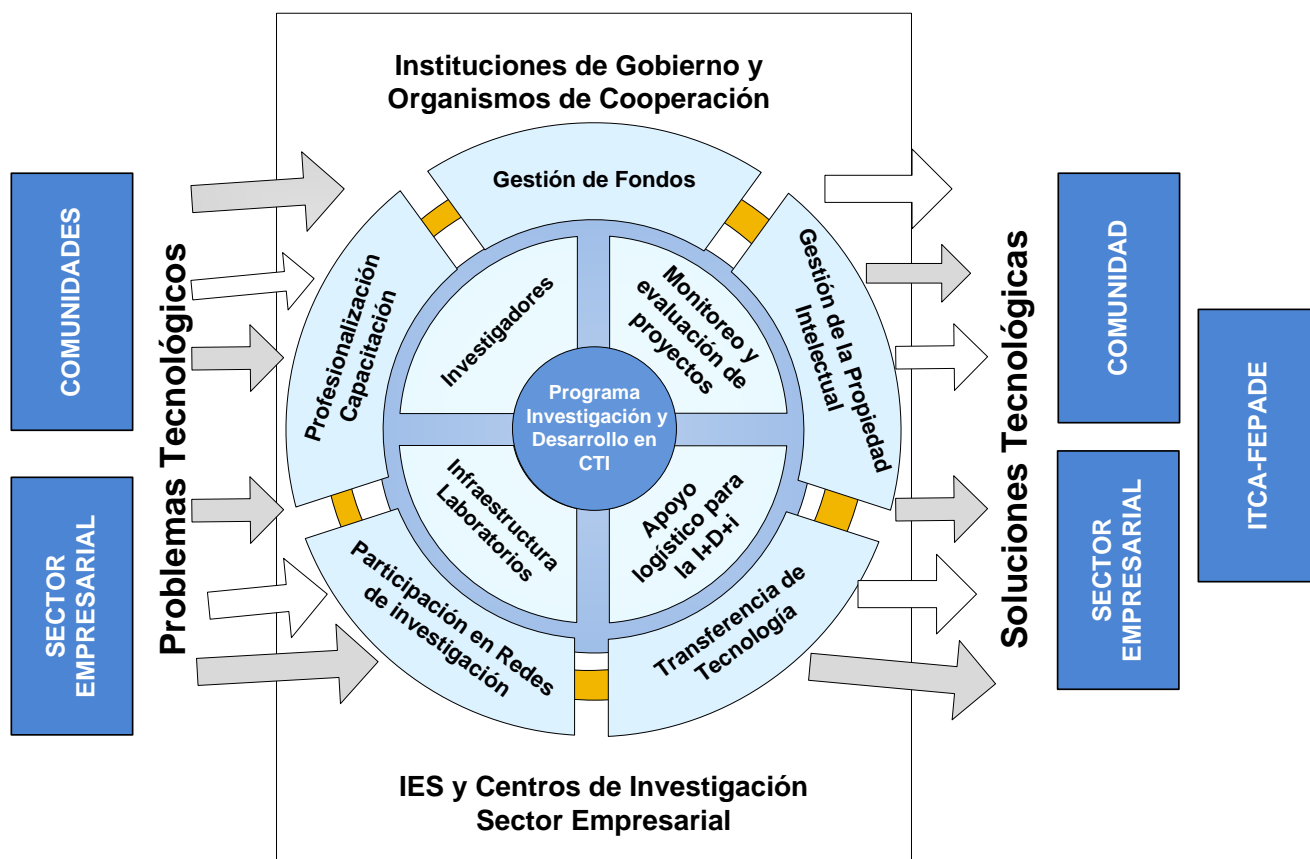 Instituciones de Gobierno y
Organismos de Cooperación
COMUNIDADES
SECTOR
EMPRESARIAL
Problemas Tecnológicos
Gestión de Fondos
Profesionalización
Capacitación
Gestión de la Propiedad
Intelectual
Investigadores
Monitoreo y
evaluación de
proyectos
Programa
Investigación y
Desarrollo en
CTI
Infraestructura
Laboratorios
Apoyo
logístico para
la I+D+i
Participación en Redes
de investigación
Transferencia de
Tecnología
IES y Centros de Investigación
Sector Empresarial
Soluciones Tecnológicas
COMUNIDAD
SECTOR
EMPRESARIAL
ITCA-FEPADE